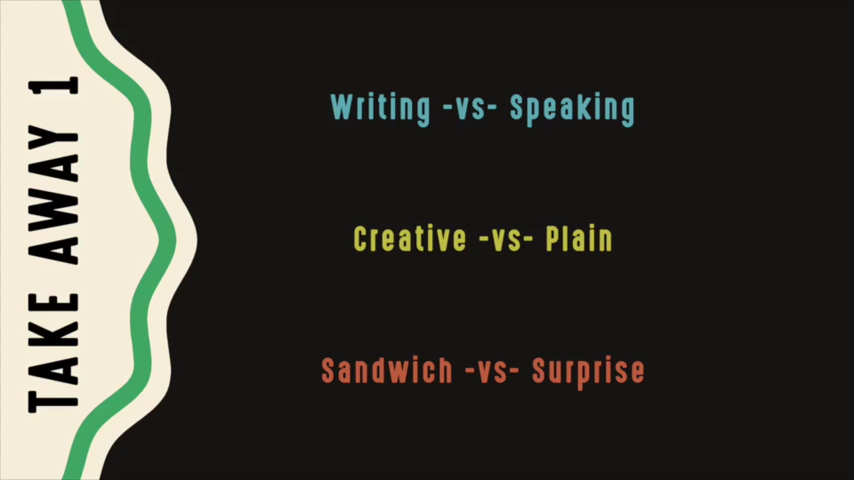 TAKE AWAY 1
Writing -vs- Speaking
Creative -vs- Plain
Sandwich -vs- Surprise